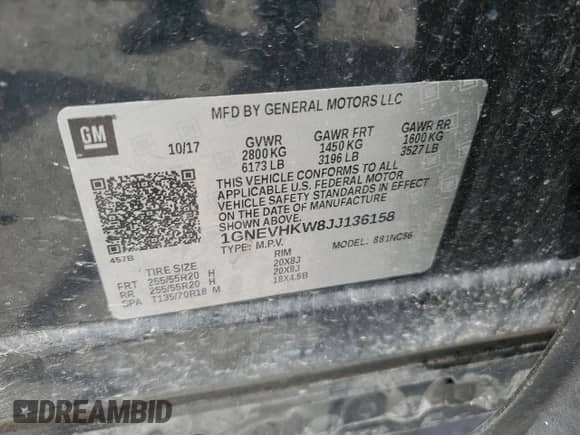 MFD BY GENERAL MOTORS LLC
GM
10/17
GVWR
2800 KG
6173 LB
GAWR FRT
1450 KG
3196 LB
GAWR RR
1600 KG
3527 LB
THIS VEHICLE CONFORMS TO ALL
APPLICABLE U.S. FEDERAL MOTOR
VEHICLE SAFETY STANDARDS IN EFFECT
ON THE DATE OF MANUFACTURE
SHOWN ABOVE.
1GNEVHKW8JJ136158
TYPE: M.P.V. MODEL: 881NC56
457B
TIRE SIZE RIM
FRT 255/55R20 H 20X8J
RR 255/55R20 H 20X8J
SPA T135/70R18 M 18X4.5B
DREAMBID